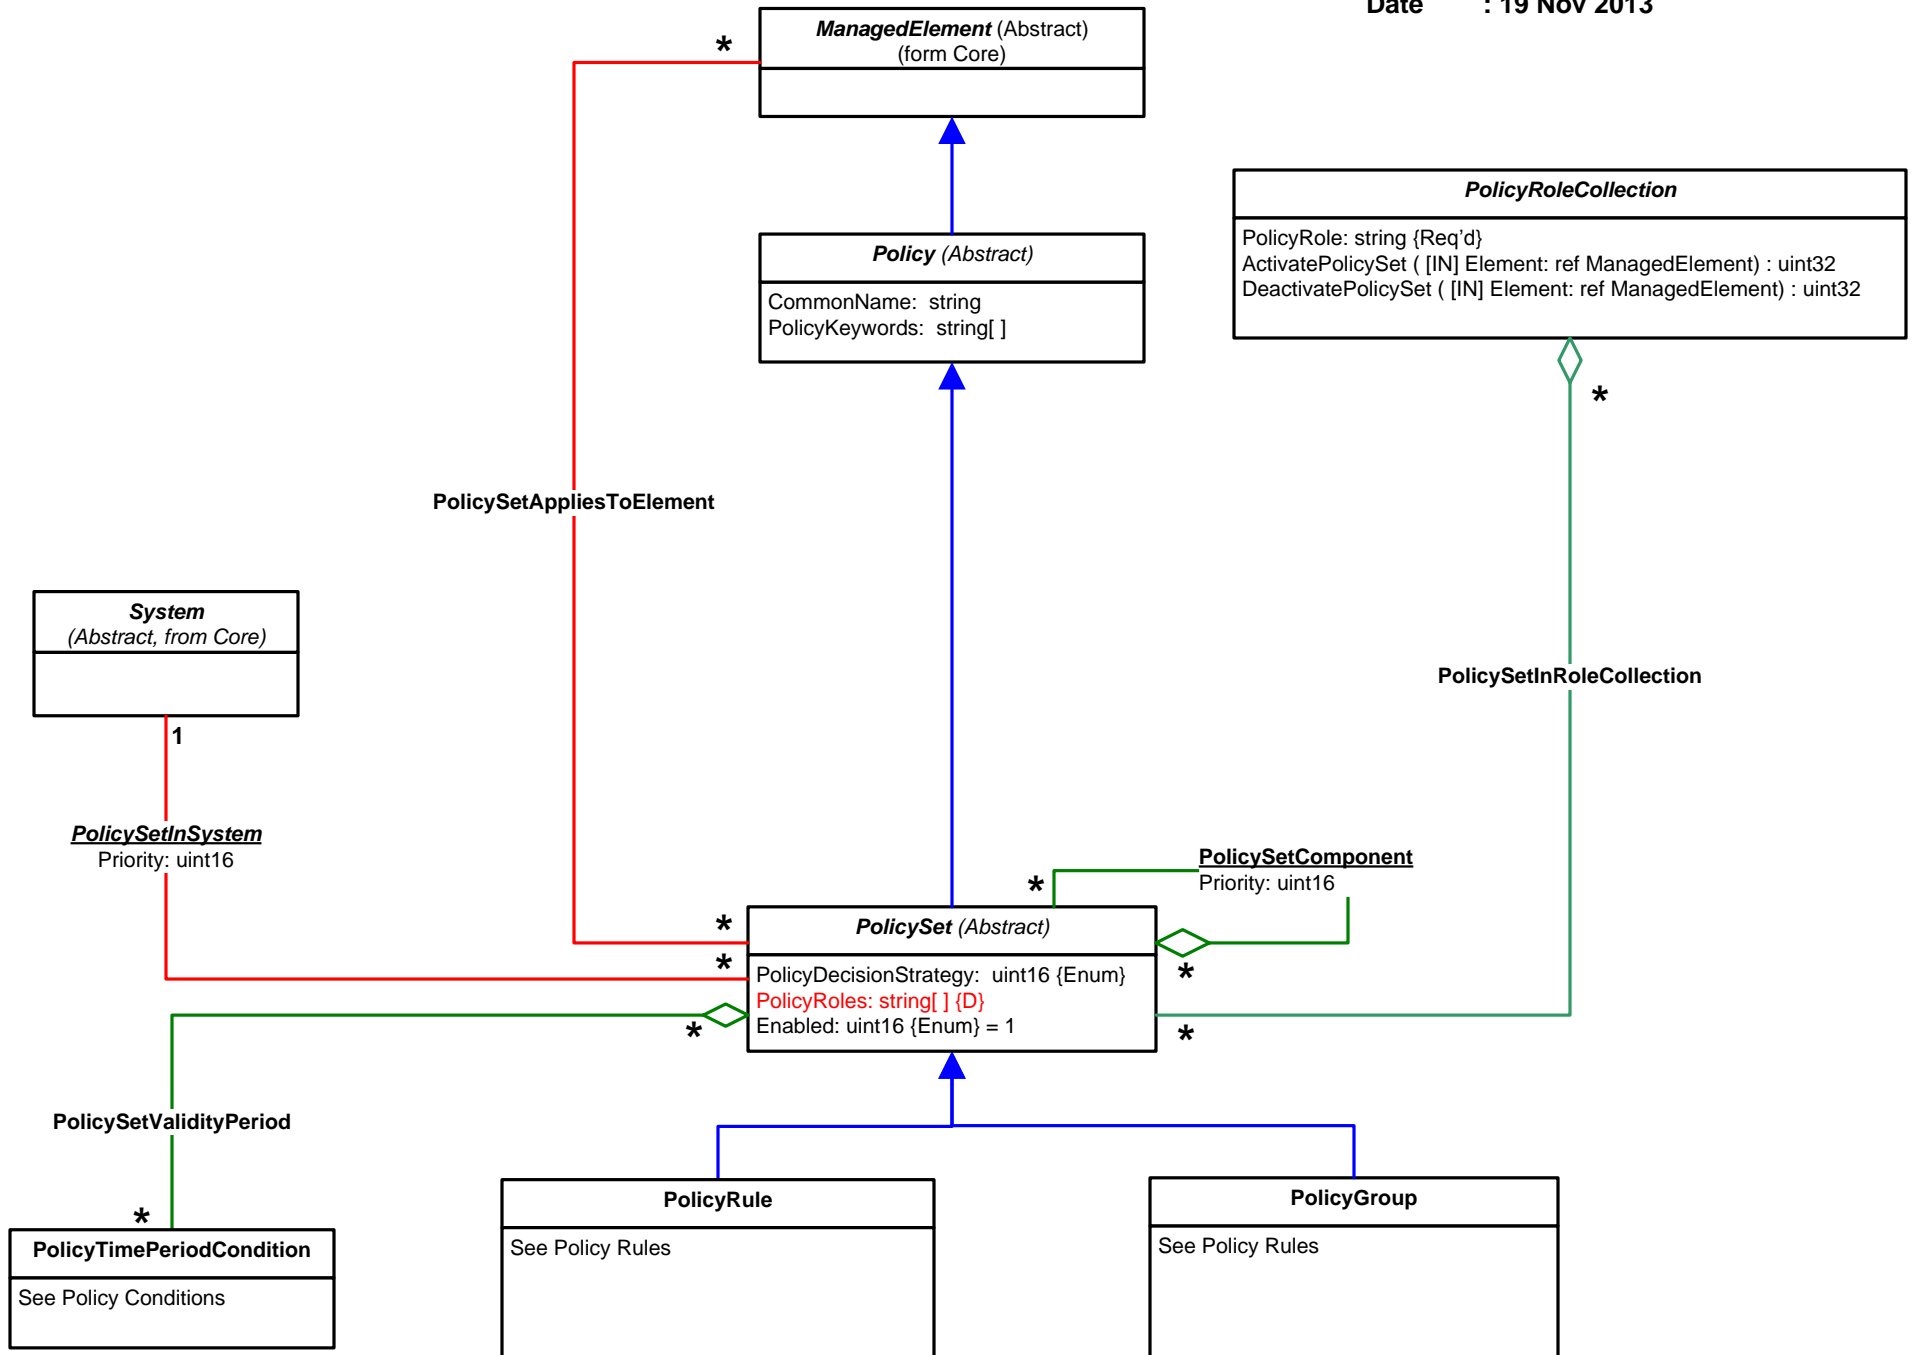 Date : 19 Nov 2013
ManagedElement (Abstract)
(form Core)
*
PolicyRoleCollection
PolicyRole: string {Req'd}
ActivatePolicySet ( [IN] Element: ref ManagedElement) : uint32
DeactivatePolicySet ( [IN] Element: ref ManagedElement) : uint32
*
Policy (Abstract)
CommonName: string
PolicyKeywords: string[ ]
PolicySetAppliesToElement
System
(Abstract, from Core)
1
PolicySetInRoleCollection
PolicySetInSystem
Priority: uint16
PolicySetComponent
Priority: uint16
*
*
*
PolicySet (Abstract)
PolicyDecisionStrategy: uint16 {Enum}
PolicyRoles: string[ ] {D}
Enabled: uint16 {Enum} = 1
*
*
*
PolicySetValidityPeriod
*
PolicyTimePeriodCondition
See Policy Conditions
PolicyRule
See Policy Rules
PolicyGroup
See Policy Rules